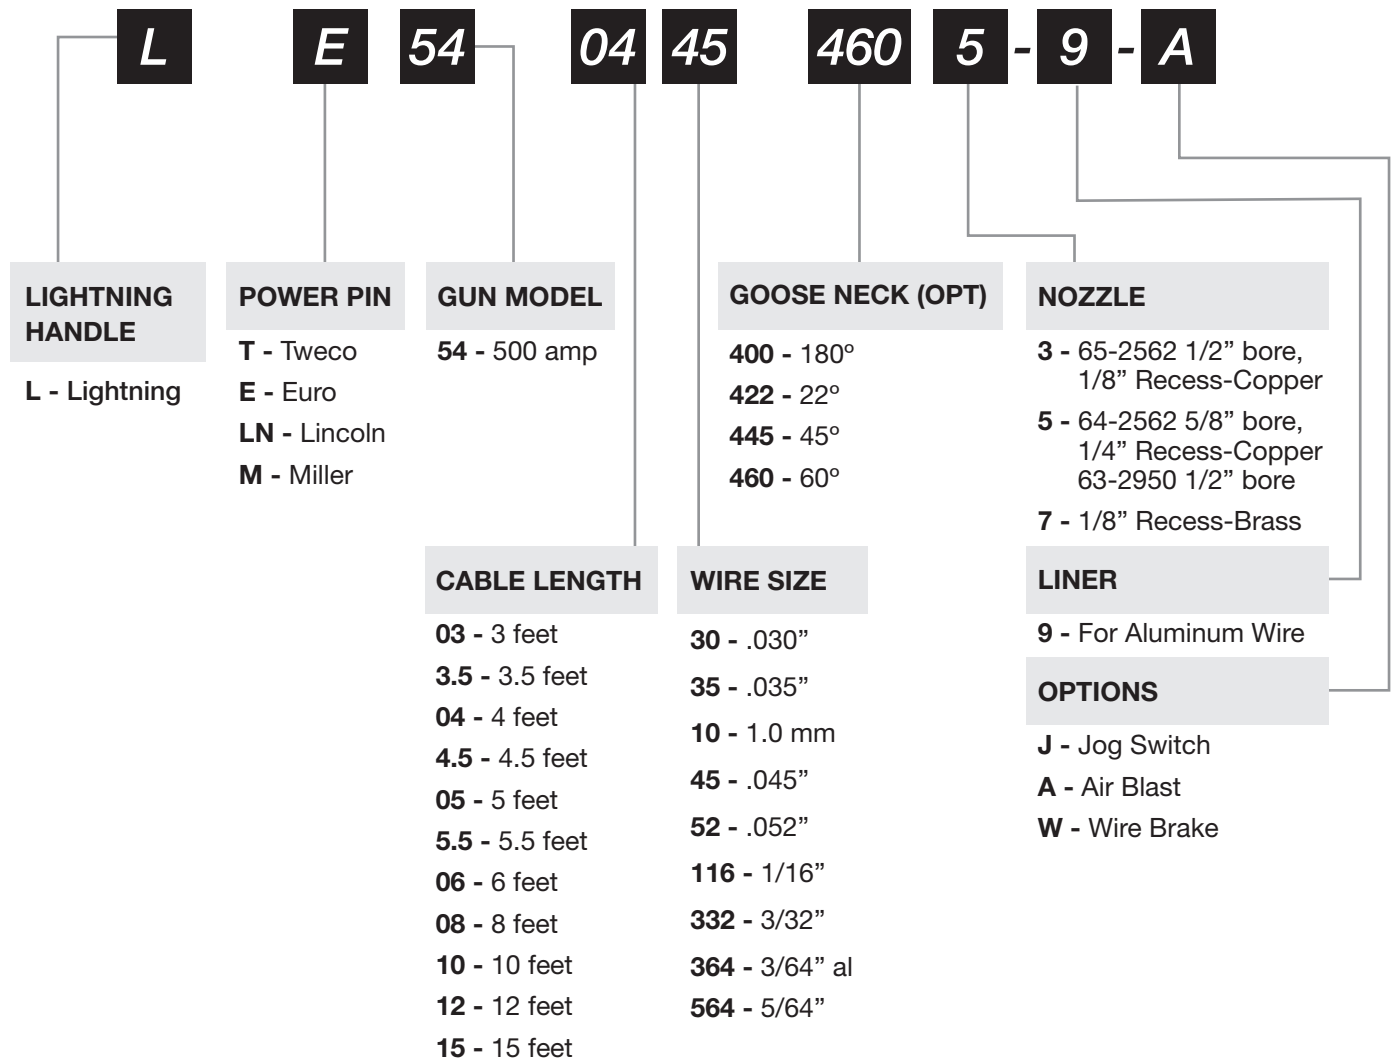 L E 54 04 45 460 5 - 9 - A
LIGHTNING
HANDLE
L - Lightning
POWER PIN
T - Tweco
E - Euro
LN - Lincoln
M - Miller
GUN MODEL
54 - 500 amp
GOOSE NECK (OPT)
400 - 180º
422 - 22º
445 - 45º
460 - 60º
NOZZLE
3 - 65-2562 1/2” bore,
1/8” Recess-Copper
5 - 64-2562 5/8” bore,
1/4” Recess-Copper
63-2950 1/2” bore
7 - 1/8” Recess-Brass
CABLE LENGTH
03 - 3 feet
3.5 - 3.5 feet
04 - 4 feet
4.5 - 4.5 feet
05 - 5 feet
5.5 - 5.5 feet
06 - 6 feet
08 - 8 feet
10 - 10 feet
12 - 12 feet
15 - 15 feet
WIRE SIZE
30 - .030”
35 - .035”
10 - 1.0 mm
45 - .045”
52 - .052”
116 - 1/16”
332 - 3/32”
364 - 3/64” al
564 - 5/64”
LINER
9 - For Aluminum Wire
OPTIONS
J - Jog Switch
A - Air Blast
W - Wire Brake